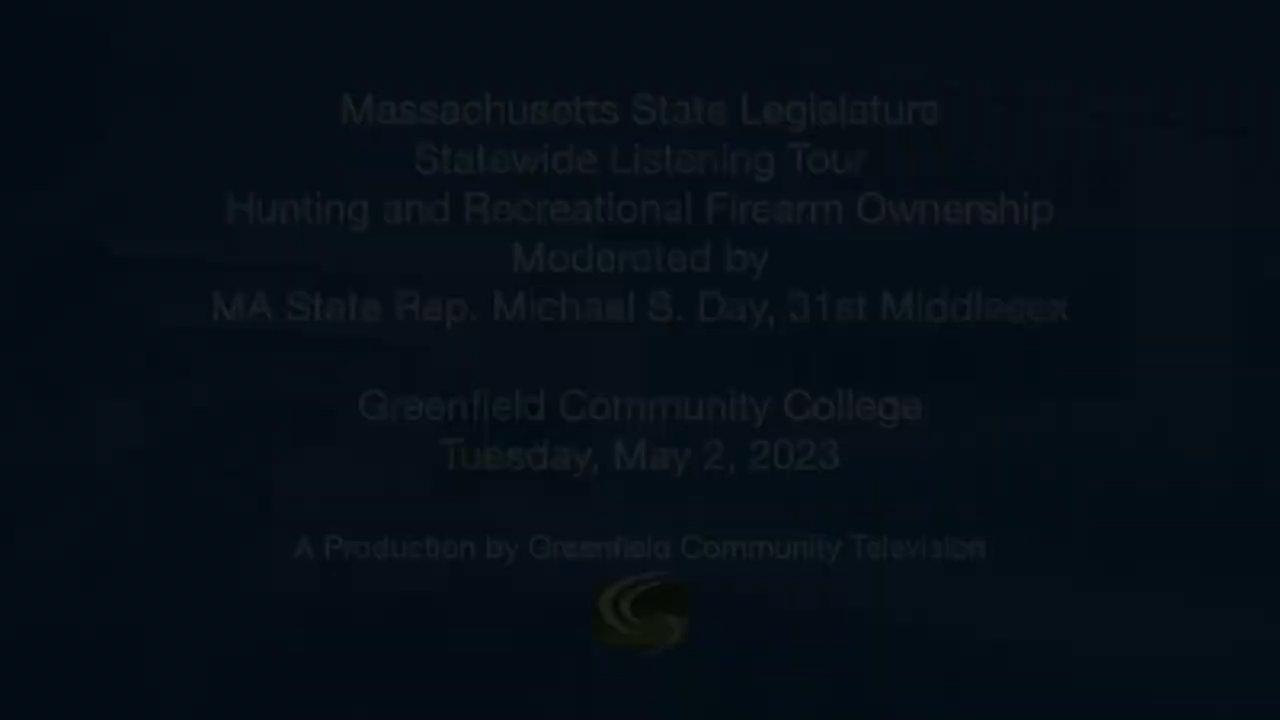 Massachusetts State Legislature
Statewide Listening Tour
Hunting and Recreational Firearm Ownership
Moderated by
MA State Rep. Michael S. Day, 31st Middlesex
Greenfield Community College
Tuesday, May 2, 2023
A Production by Greenfield Community Television